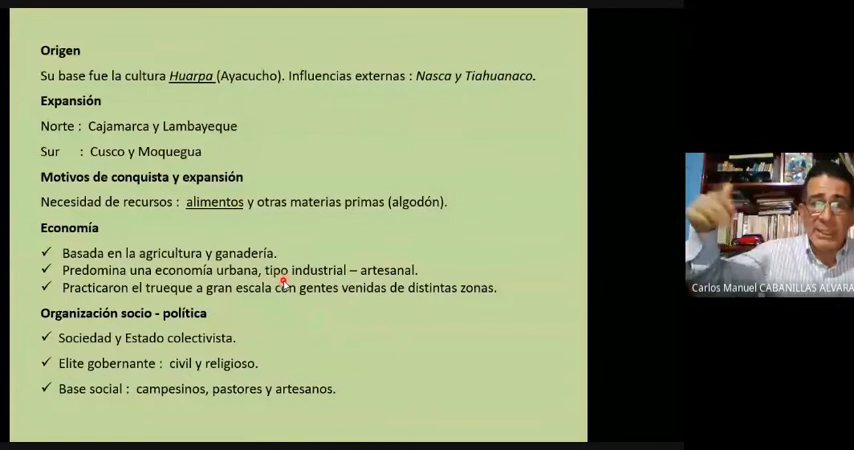 Origen
Su base fue la cultura Huarpa (Ayacucho). Influencias externas : Nasca y Tiahuanaco.
Expansión
Norte : Cajamarca y Lambayeque
Sur : Cusco y Moquegua
Motivos de conquista y expansión
Necesidad de recursos : alimentos y otras materias primas (algodón).
Economía
✓ Basada en la agricultura y ganadería.
✓ Predomina una economía urbana, tipo industrial – artesanal.
✓ Practicaron el trueque a gran escala con gentes venidas de distintas zonas.
Organización socio - política
✓ Sociedad y Estado colectivista.
✓ Elite gobernante : civil y religioso.
✓ Base social : campesinos, pastores y artesanos.
Carlos Manuel CABANILLAS ALVARA